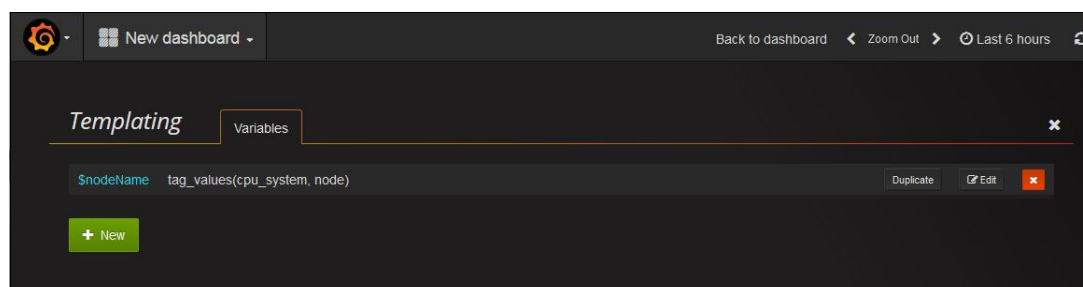 New dashboard Back to dashboard Zoom Out Last 6 hours
Templating Variables
$nodeName tag_values(cpu_system, node) Duplicate Edit
+ New